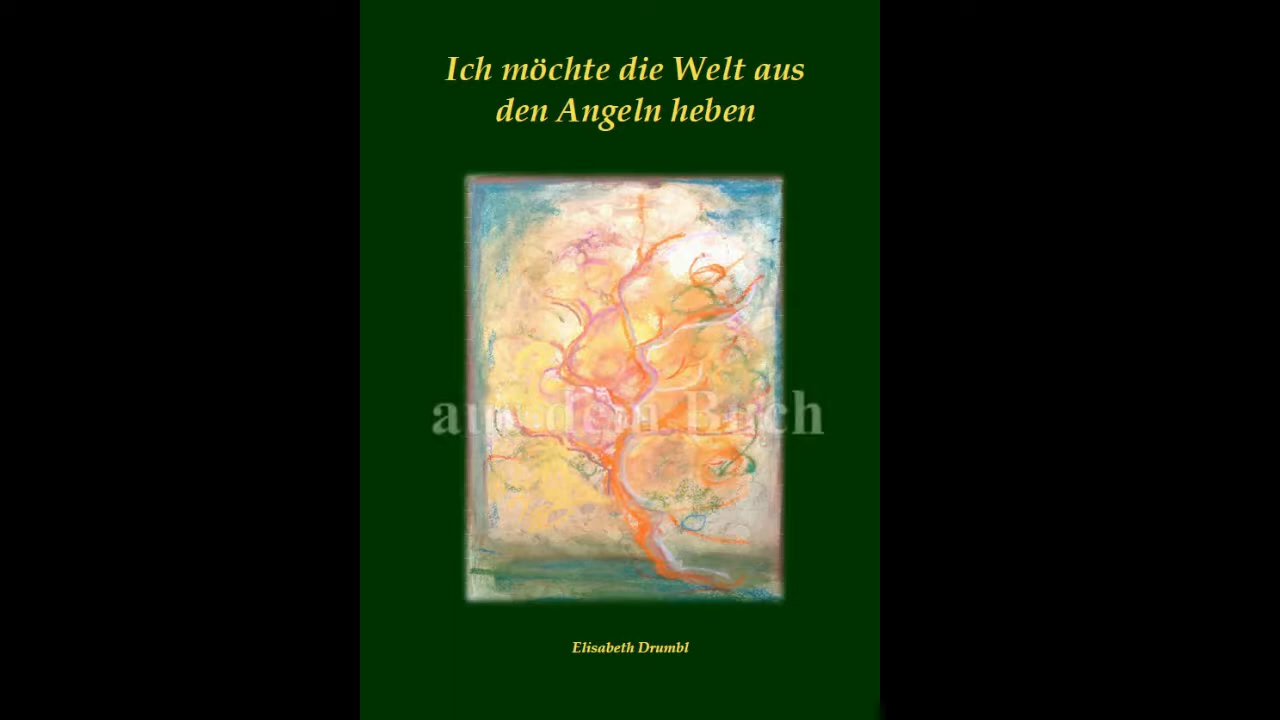 Ich möchte die Welt aus
den Angeln heben
aus dem Buch
Elisabeth Drumbl